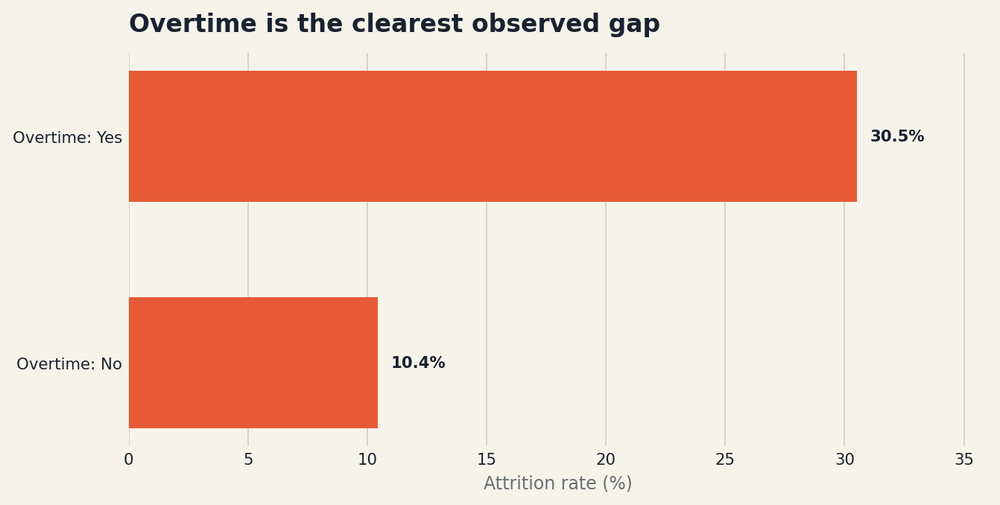 Overtime is the clearest observed gap
Overtime: Yes
30.5%
Overtime: No
10.4%
0 5 10 15 20 25 30 35
Attrition rate (%)